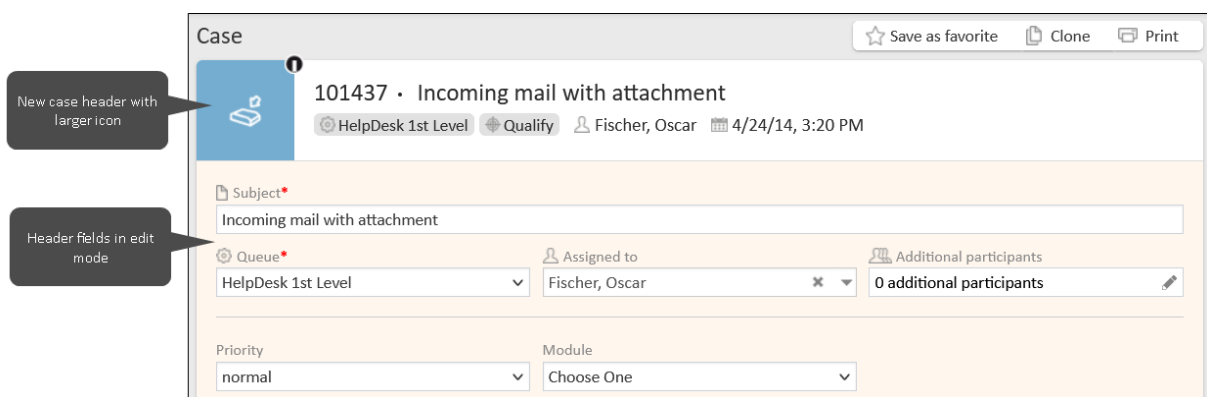 Case
Save as favorite Clone Print
New case header with
larger icon
101437 · Incoming mail with attachment
HelpDesk 1st Level Qualify Fischer, Oscar 4/24/14, 3:20 PM
Subject*
Incoming mail with attachment
Header fields in edit
mode
Queue* Assigned to Additional participants
HelpDesk 1st Level Fischer, Oscar 0 additional participants
Priority Module
normal Choose One